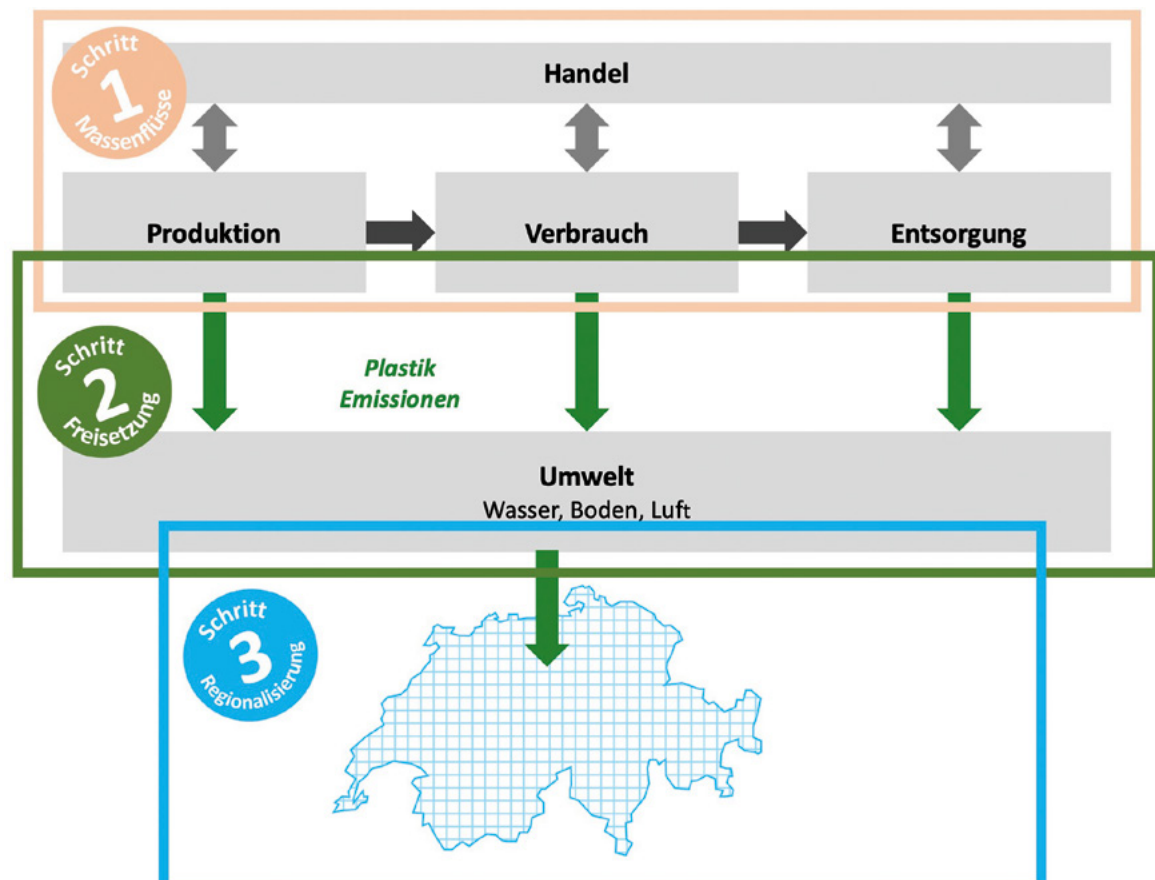 Schritt
1
Massenflüsse
Handel
Produktion
Verbrauch
Entsorgung
Schritt
2
Freisetzung
Plastik
Emissionen
Umwelt
Wasser, Boden, Luft
Schritt
3
Regionalisierung